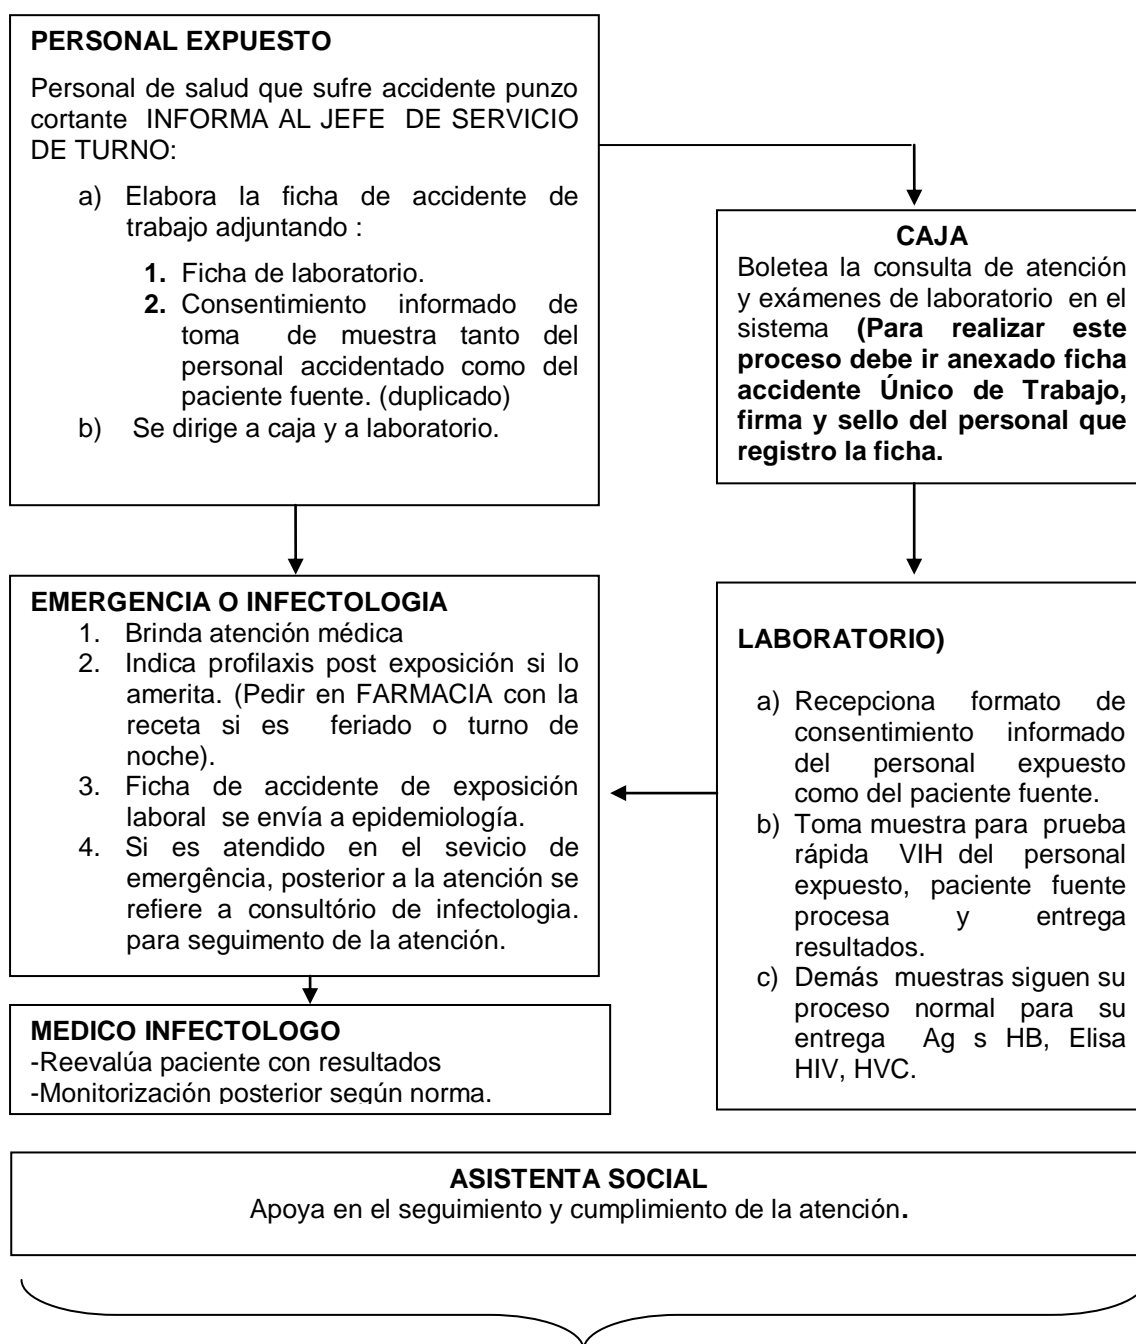 PERSONAL EXPUESTO
Personal de salud que sufre accidente punzo
cortante INFORMA AL JEFE DE SERVICIO
DE TURNO:
a) Elabora la ficha de accidente de
trabajo adjuntando :
1. Ficha de laboratorio.
2. Consentimiento informado de
toma de muestra tanto del
personal accidentado como del
paciente fuente. (duplicado)
b) Se dirige a caja y a laboratorio.
CAJA
Boletea la consulta de atención
y exámenes de laboratorio en el
sistema (Para realizar este
proceso debe ir anexado ficha
accidente Único de Trabajo,
firma y sello del personal que
registro la ficha.
EMERGENCIA O INFECTOLOGIA
1. Brinda atención médica
2. Indica profilaxis post exposición si lo
amerita. (Pedir en FARMACIA con la
receta si es feriado o turno de
noche).
3. Ficha de accidente de exposición
laboral se envía a epidemiología.
4. Si es atendido en el sevicio de
emergência, posterior a la atención se
refiere a consultório de infectologia.
para seguimento de la atención.
LABORATORIO)
a) Recepciona formato de
consentimiento informado
del personal expuesto
como del paciente fuente.
b) Toma muestra para prueba
rápida VIH del personal
expuesto, paciente fuente
procesa y entrega
resultados.
c) Demás muestras siguen su
proceso normal para su
entrega Ag s HB, Elisa
HIV, HVC.
MEDICO INFECTOLOGO
-Reevalúa paciente con resultados
-Monitorización posterior según norma.
ASISTENTA SOCIAL
Apoya en el seguimiento y cumplimiento de la atención.